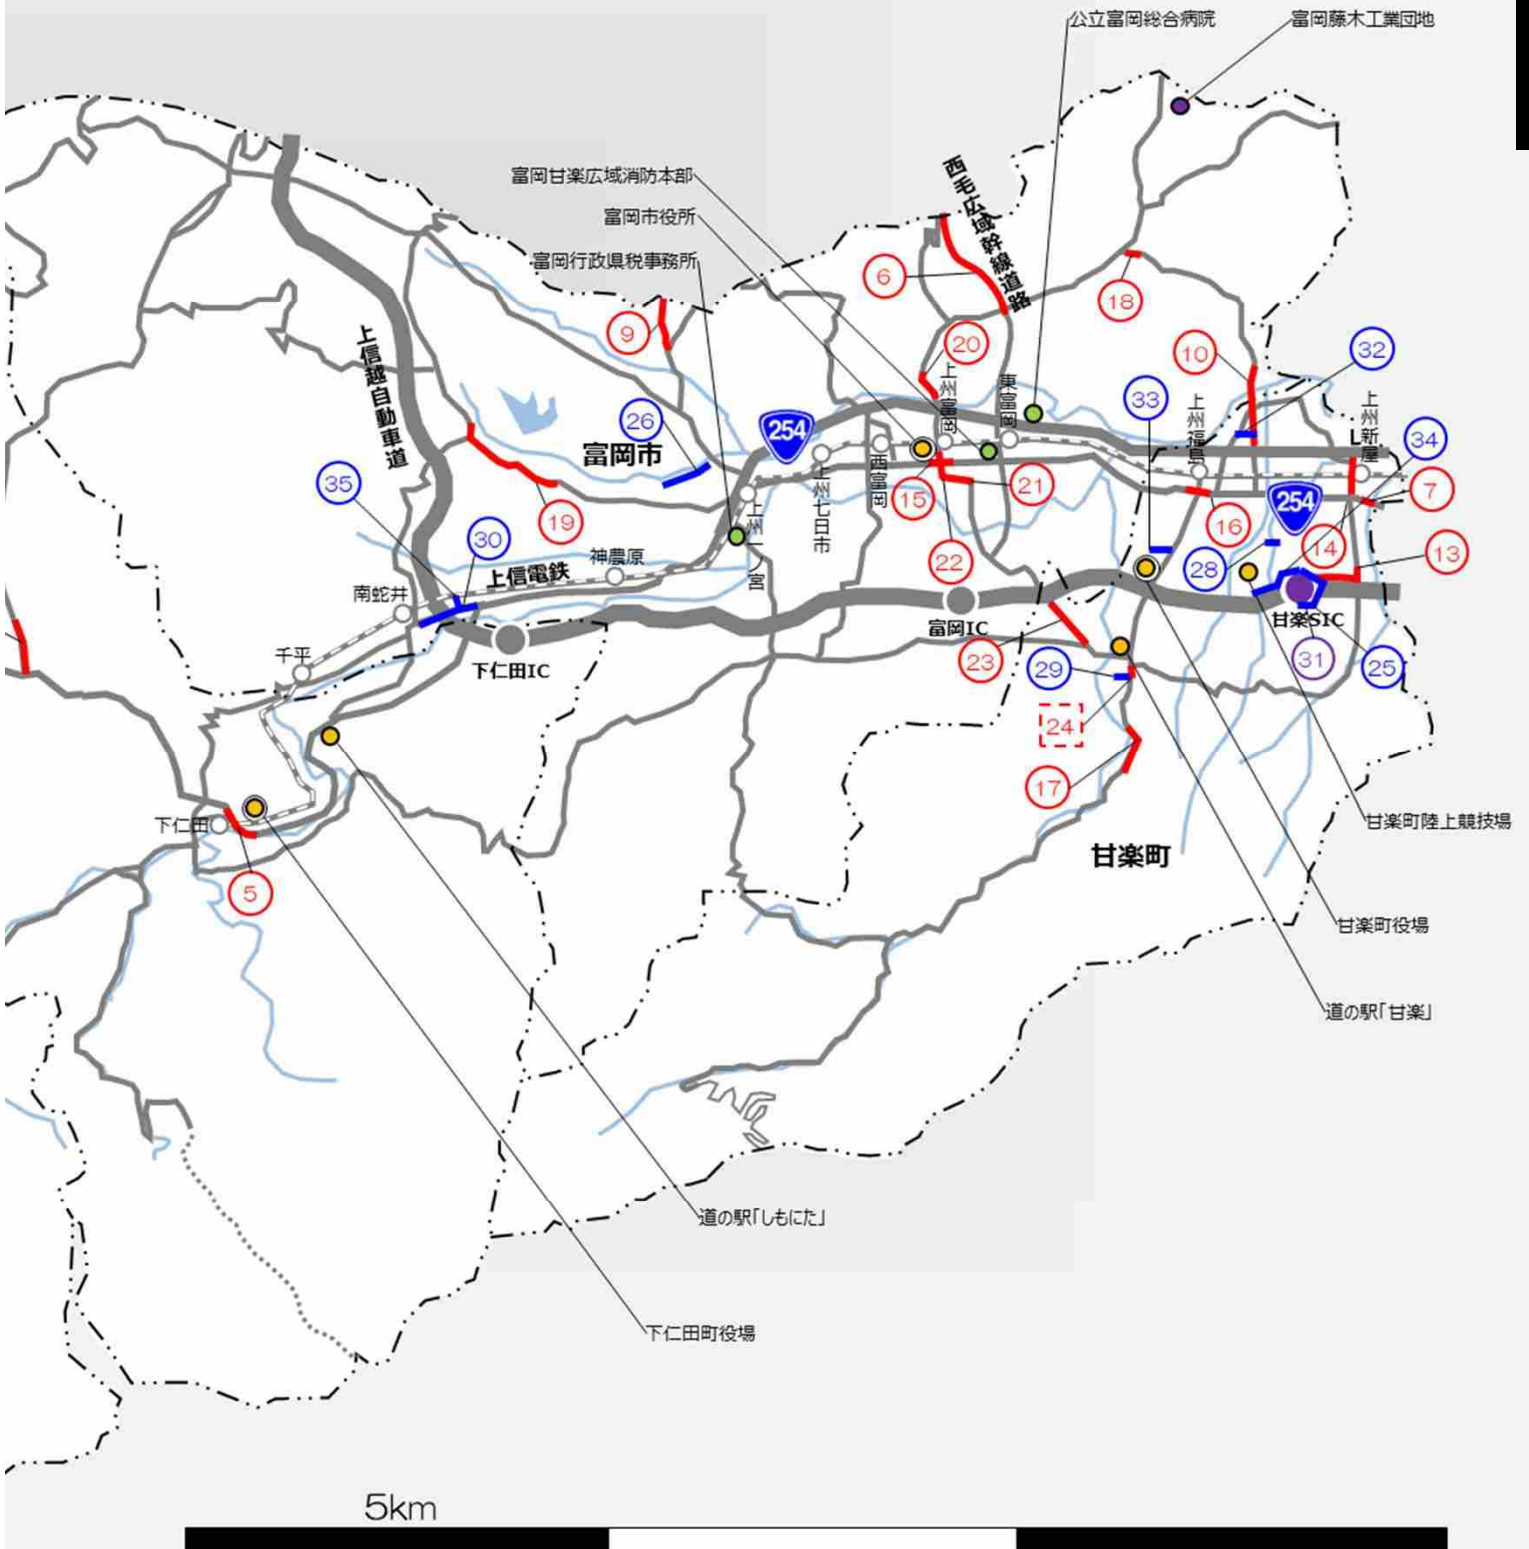 公立富岡総合病院
富岡藤木工業団地
富岡甘楽広域消防本部
富岡市役所
富岡行政県税事務所
西毛広域幹線道路
6
18
9
20
10
32
上信越自動車道
上州富岡
東富岡
33
上州福島
上州新屋
26
254
富岡市
34
35
西富岡
上州七日市
15
21
7
19
上州一ノ宮
16
254
30
22
28
14
13
神農原
上信電鉄
南蛇井
富岡IC
甘楽SIC
千平
下仁田IC
23
29
31
25
24
17
下仁田
甘楽町陸上競技場
甘楽町
5
甘楽町役場
道の駅「甘楽」
道の駅「しもにた」
下仁田町役場
5km